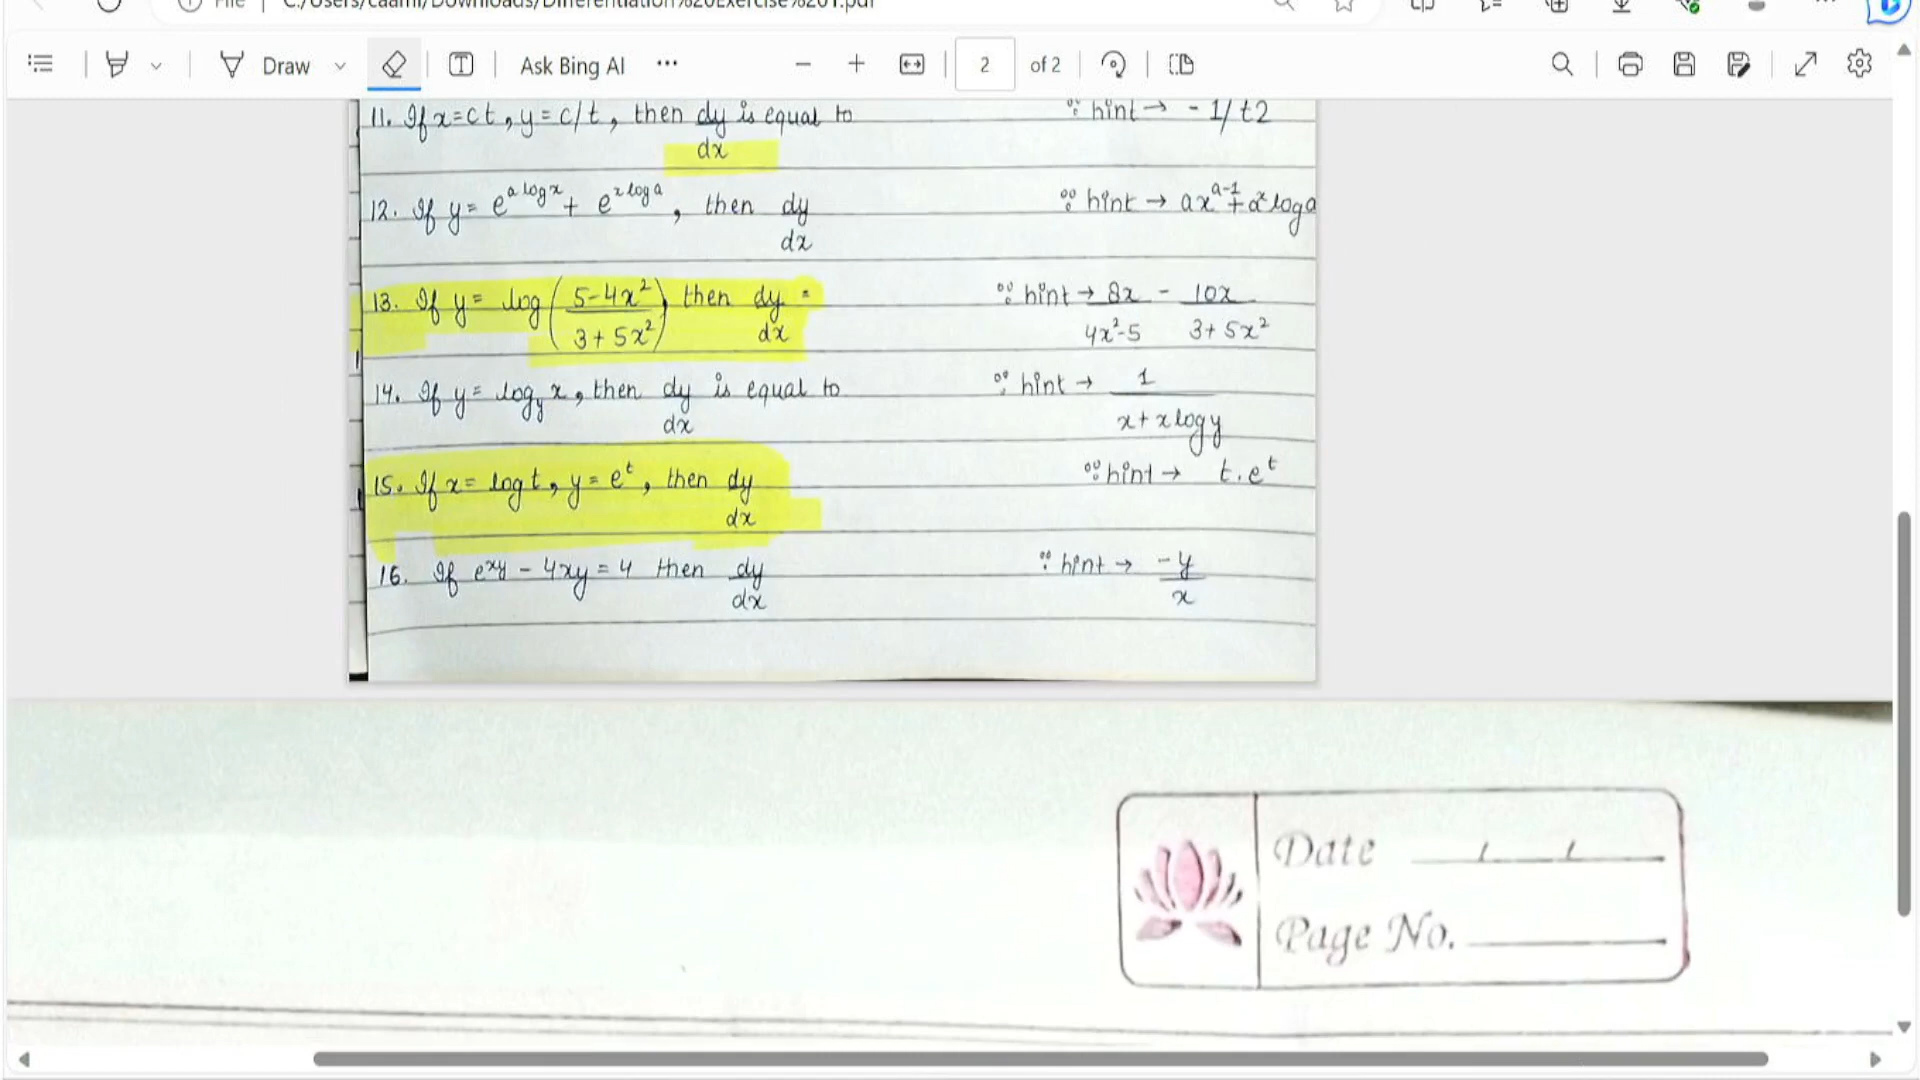 File | C:/Users/caami/Downloads/Differentiation%20Exercise%201.pdf
Draw Ask Bing AI ... 2 of 2
11. If x=ct, y=c/t, then dy/dx is equal to hint → - 1/t2
12. If y= e^(a log x) + e^(x log a), then dy/dx hint → ax^(a-1) + a^x log a
13. If y= log((5-4x²)/(3+5x²)) then dy/dx = hint → 8x/(4x²-5) - 10x/(3+5x²)
14. If y= log_y x, then dy/dx is equal to hint → 1/(x+x log y)
15. If x= log t, y= e^t, then dy/dx hint → t.e^t
16. If e^xy - 4xy = 4 then dy/dx hint → -y/x
Date
Page No.